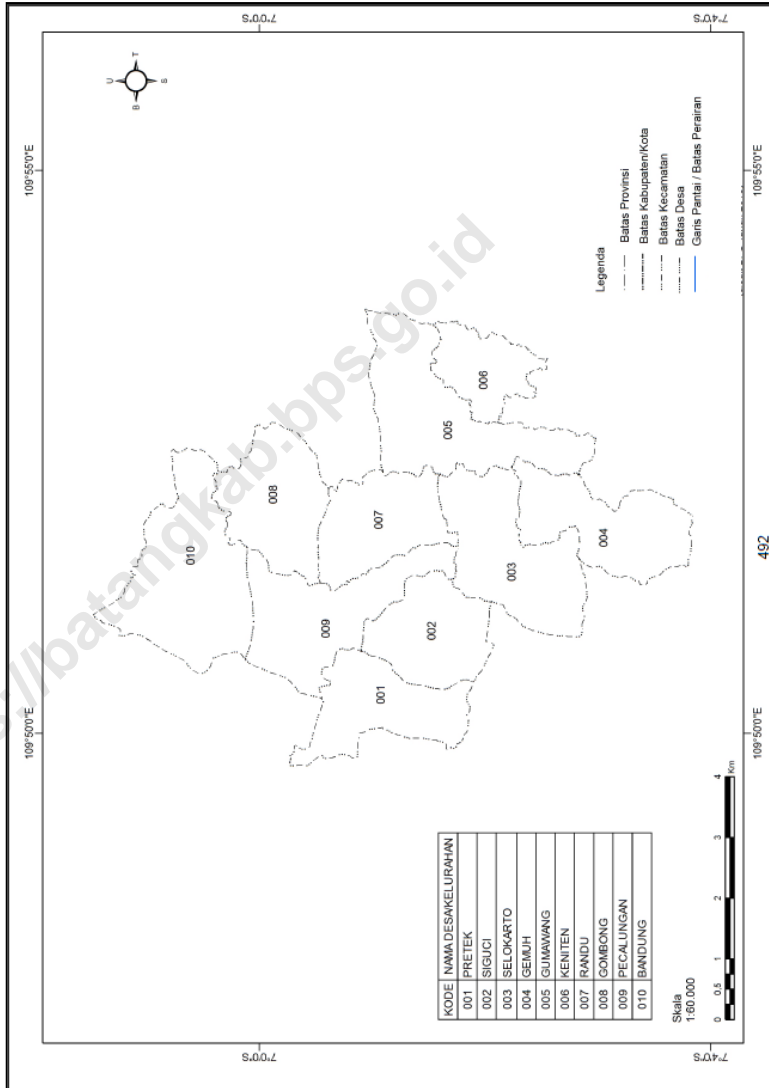 7°0'0"S
7°4'0"S
109°55'0"E
109°55'0"E
U
B
T
S
010
008
009
007
005
006
001
002
003
004
Legenda
Batas Provinsi
Batas Kabupaten/Kota
Batas Kecamatan
Batas Desa
Garis Pantai / Batas Perairan
109°50'0"E
109°50'0"E
KODE NAMA DESA/KELURAHAN
001 PRETEK
002 SIGUCI
003 SELOKARTO
004 GEMUH
005 GUMAWANG
006 KENITEN
007 RANDU
008 GOMBONG
009 PECALUNGAN
010 BANDUNG
Skala
1:60.000
0 0,5 1 2 3 4
Km
7°0'0"S
7°4'0"S
492
://batangkab.bps.go.id